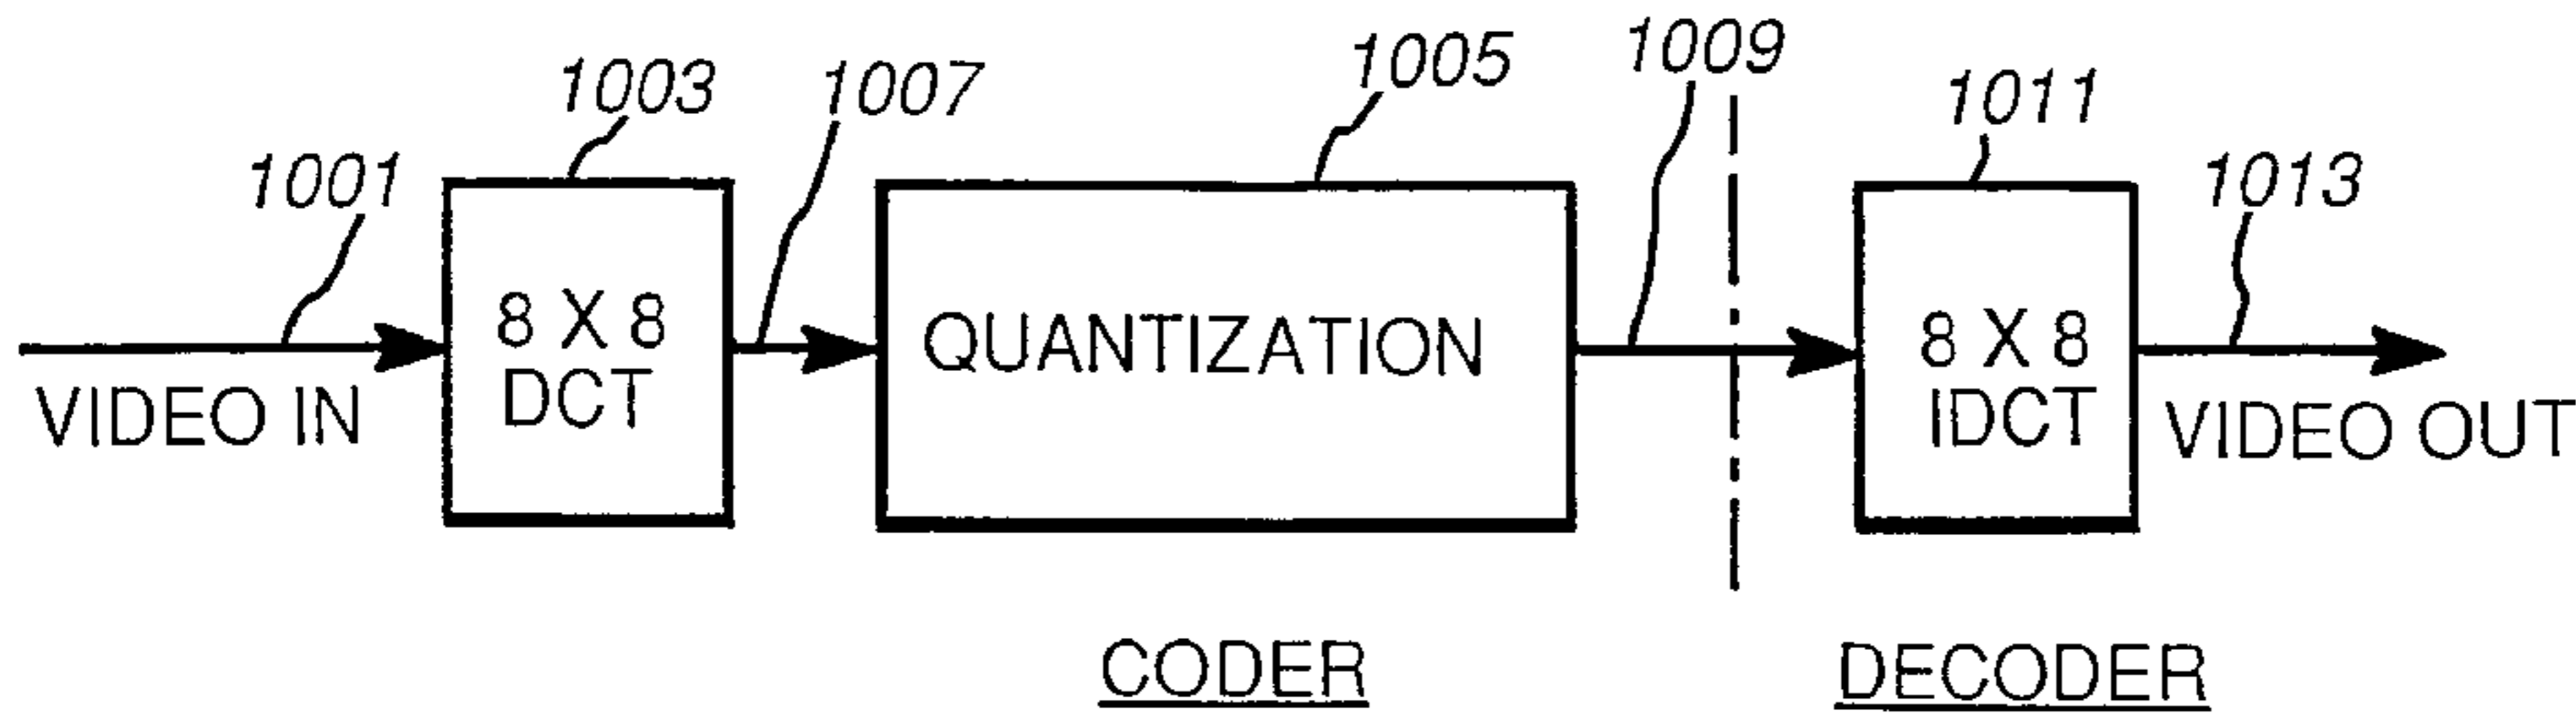 1001
1003
1007
1005
1009
1011
1013
VIDEO IN
8 X 8
DCT
QUANTIZATION
8 X 8
IDCT
VIDEO OUT
CODER
DECODER